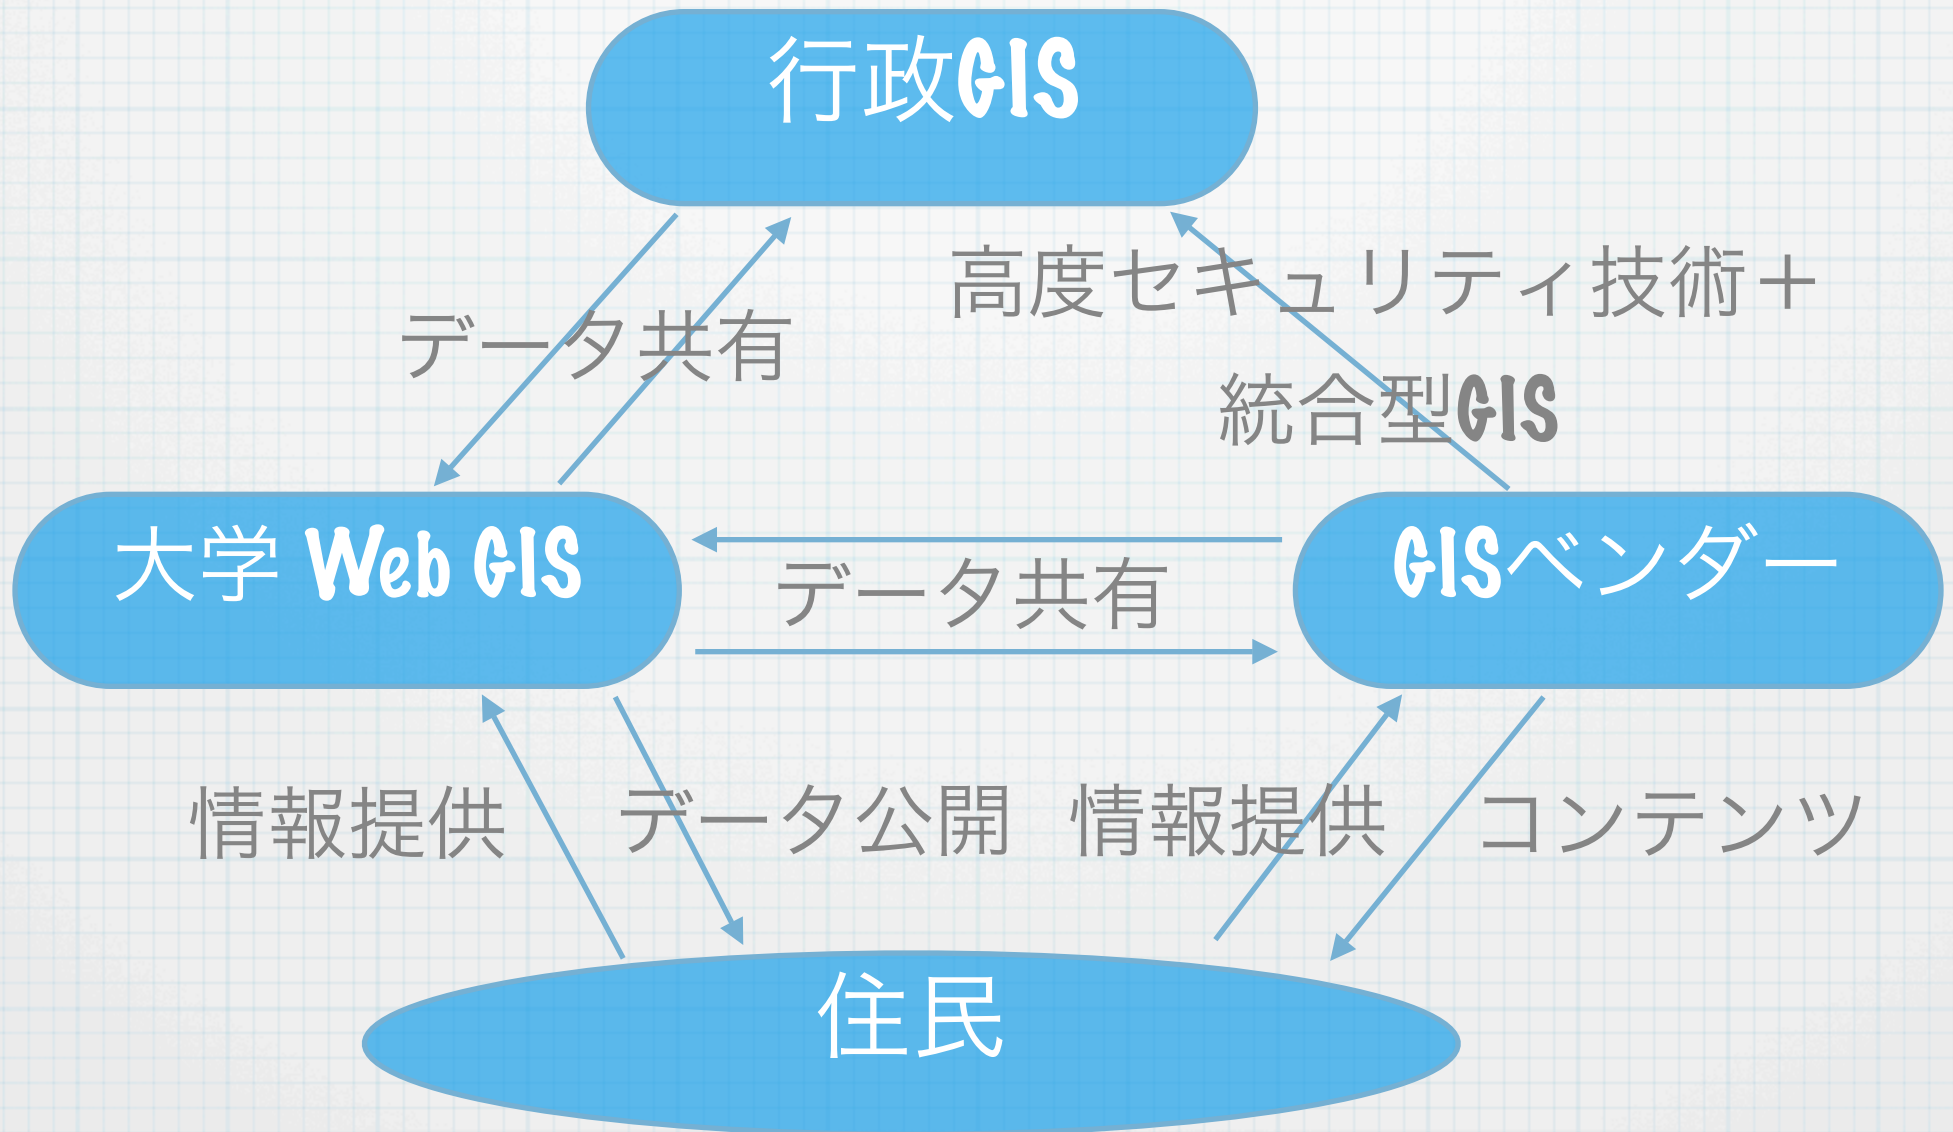 行政GIS
高度セキュリティ技術＋
データ共有
統合型GIS
大学 Web GIS
GISベンダー
データ共有
情報提供
データ公開
情報提供
コンテンツ
住民